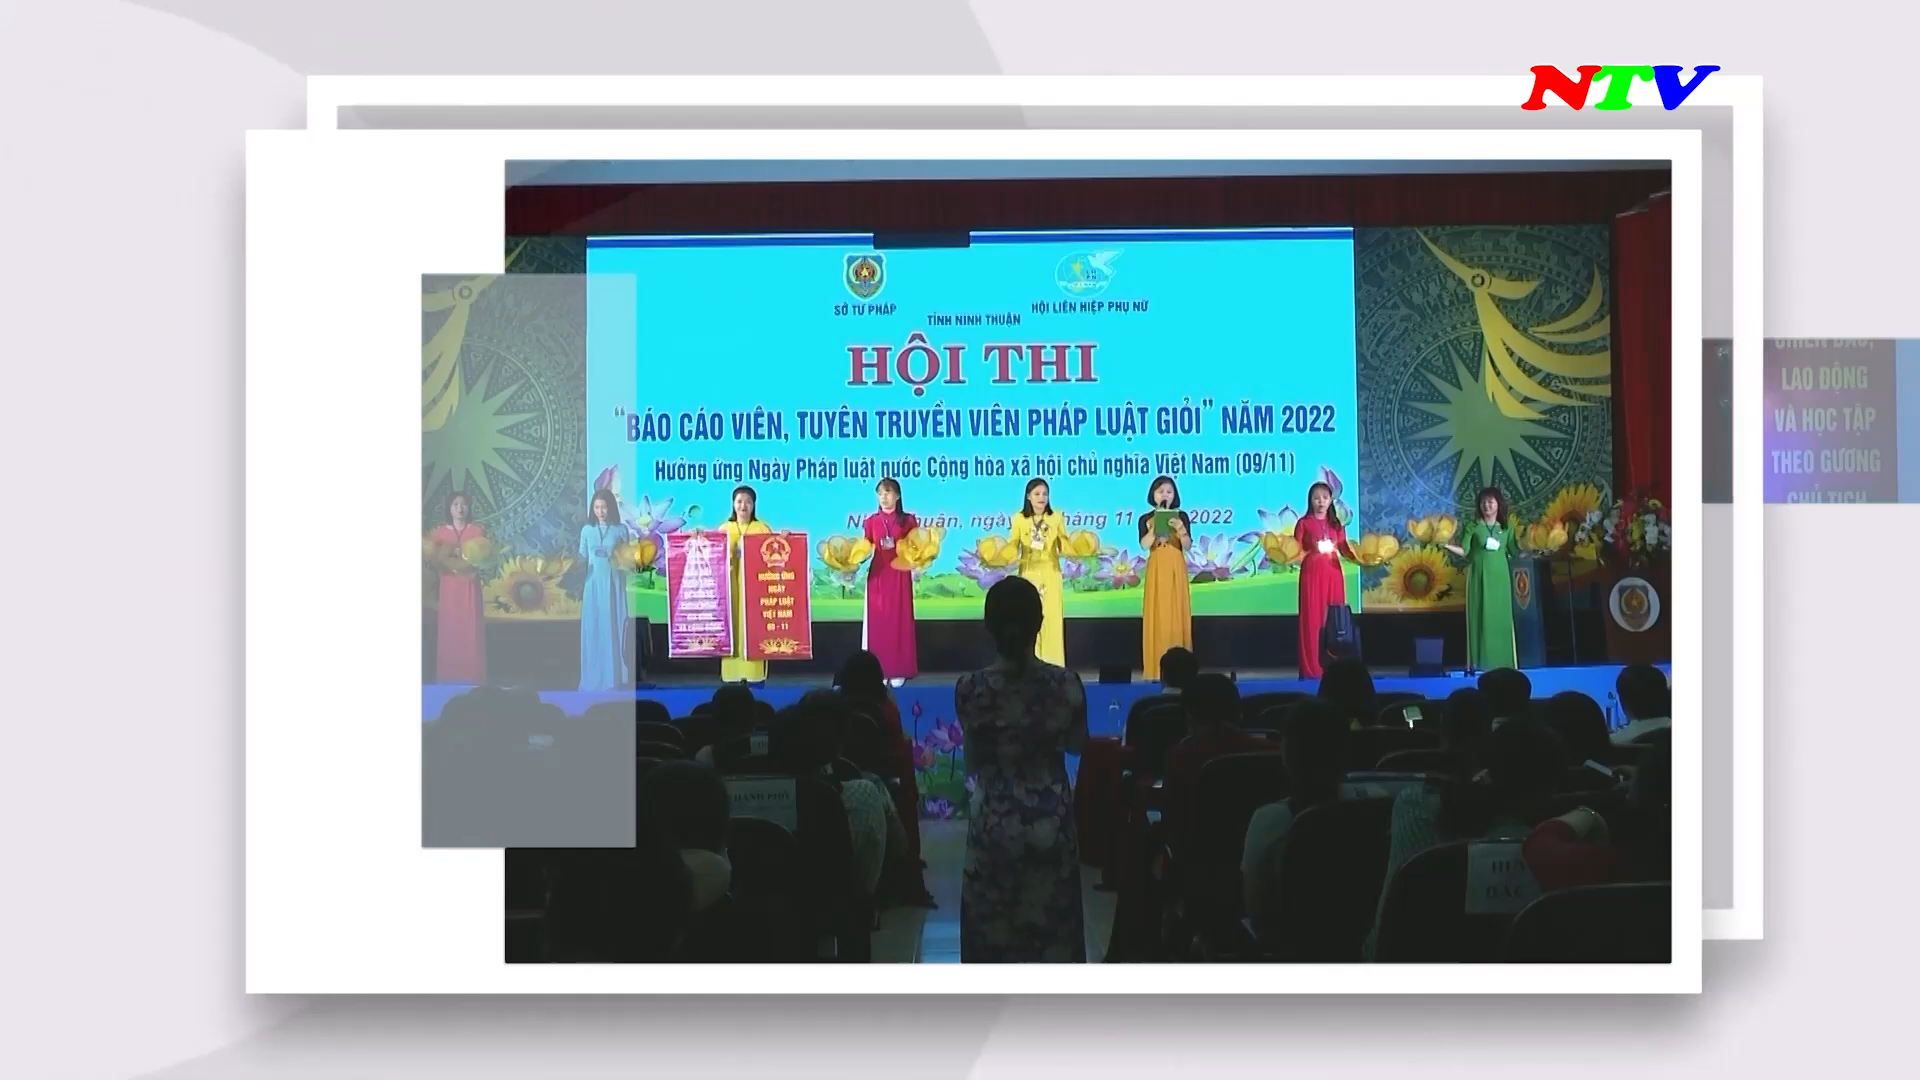 NTV
SỞ TƯ PHÁP
HỘI LIÊN HIỆP PHỤ NỮ
TỈNH NINH THUẬN
HỘI THI
“BÁO CÁO VIÊN, TUYÊN TRUYỀN VIÊN PHÁP LUẬT GIỎI” NĂM 2022
Hưởng ứng Ngày Pháp luật nước Cộng hòa xã hội chủ nghĩa Việt Nam (09/11)
11
2022
HƯỞNG ỨNG
NGÀY
PHÁP LUẬT
VIỆT NAM
09 - 11
LAO ĐỘNG
VÀ HỌC TẬP
THEO GƯƠNG
CHỦ TỊCH